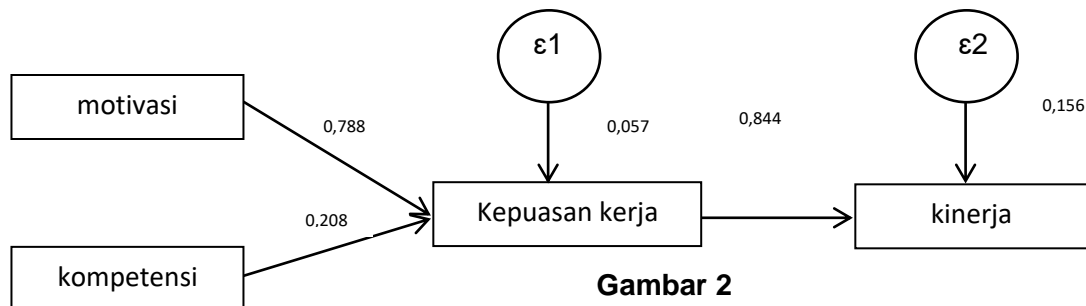 ε1
ε2
motivasi
0,788
0,057
0,844
0,156
Kepuasan kerja
kinerja
0,208
kompetensi
Gambar 2